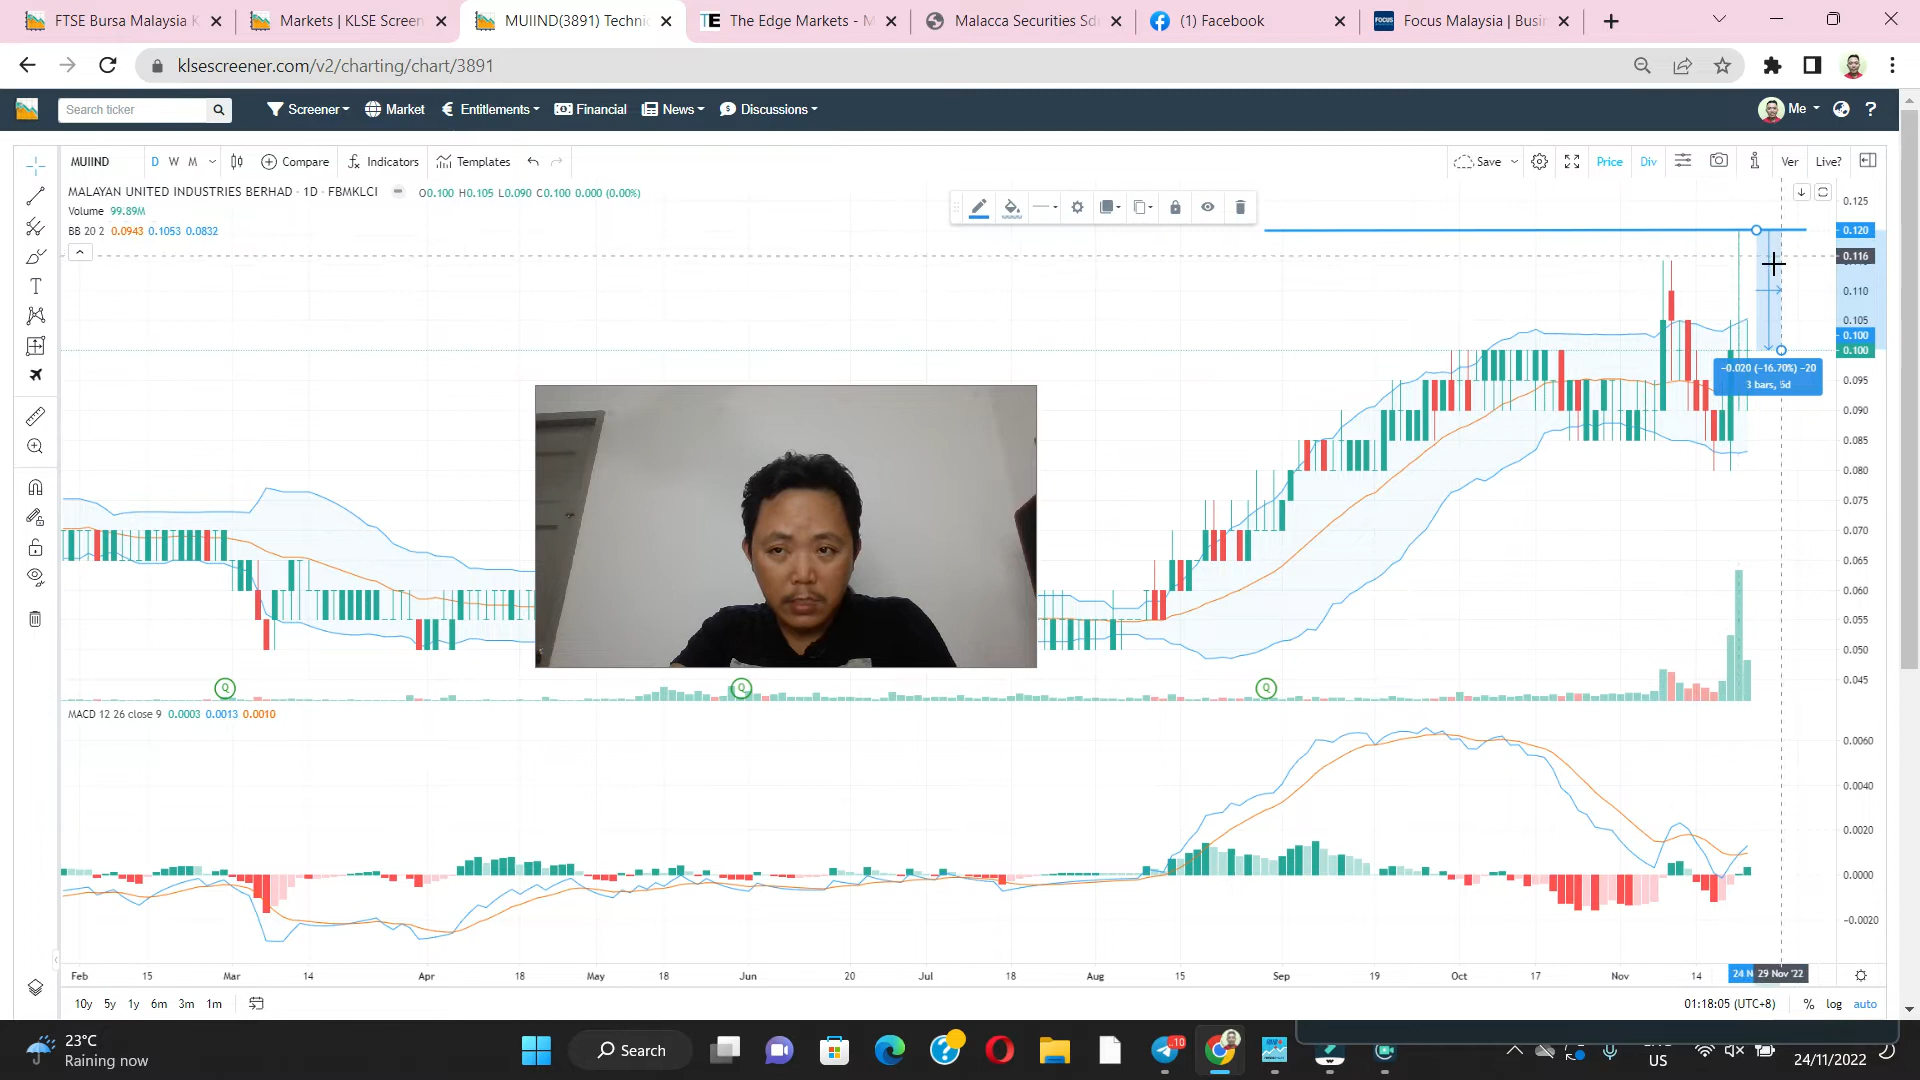 FTSE Bursa Malaysia K
Markets | KLSE Screen
MUIIND(3891) Technic
The Edge Markets - M
Malacca Securities Sdn
(1) Facebook
FOCUS
Focus Malaysia | Busin
klsescreener.com/v2/charting/chart/3891
Search ticker
Screener
Market
Entitlements
Financial
News
Discussions
Me
MUIIND
D W M
Compare
Indicators
Templates
Save
Price
Div
Ver
Live?
MALAYAN UNITED INDUSTRIES BERHAD · 1D · FBMKLCI
O0.100 H0.105 L0.090 C0.100 0.000 (0.00%)
Volume 99.89M
BB 20 2 0.0943 0.1053 0.0832
0.125
0.120
0.116
0.110
0.105
0.100
0.100
0.095
0.090
0.085
0.080
0.075
0.070
0.065
0.060
0.055
0.050
0.045
−0.020 (−16.70%) −20
3 bars, 5d
Q Q Q
MACD 12 26 close 9 0.0003 0.0013 0.0010
0.0060
0.0040
0.0020
0.0000
−0.0020
Feb 15 Mar 14 Apr 18 May 18 Jun 20 Jul 18 Aug 15 Sep 19 Oct 17 Nov 14 24 N 29 Nov '22
10y 5y 1y 6m 3m 1m
01:18:05 (UTC+8)
% log auto
23°C
Raining now
Search
10
US
24/11/2022